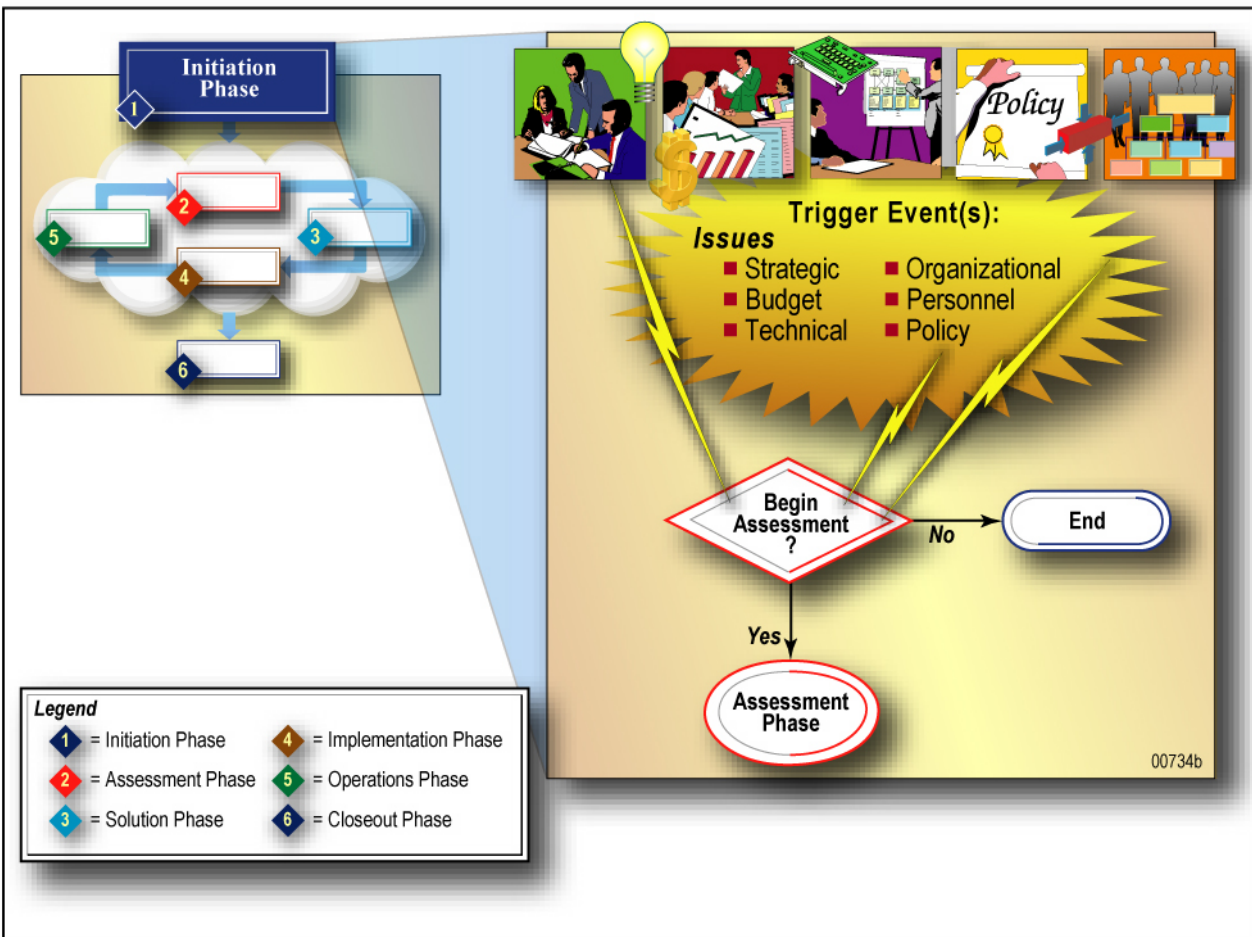 Initiation
Phase
1
2
5
3
4
6
Policy
Trigger Event(s):
Issues
Strategic
Organizational
Budget
Personnel
Technical
Policy
Begin
Assessment
?
No
End
Yes
Assessment
Phase
00734b
Legend
1 = Initiation Phase
4 = Implementation Phase
2 = Assessment Phase
5 = Operations Phase
3 = Solution Phase
6 = Closeout Phase